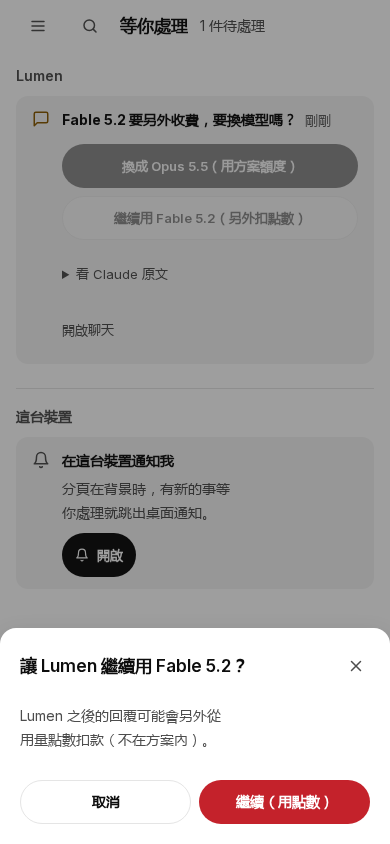 等你處理 1 件待處理
Lumen
Fable 5.2 要另外收費，要換模型嗎？ 剛剛
換成 Opus 5.5（用方案額度）
繼續用 Fable 5.2（另外扣點數）
▶ 看 Claude 原文
開啟聊天
這台裝置
在這台裝置通知我
分頁在背景時，有新的事等
你處理就跳出桌面通知。
開啟
讓 Lumen 繼續用 Fable 5.2？
Lumen 之後的回覆可能會另外從
用量點數扣款（不在方案內）。
取消
繼續（用點數）